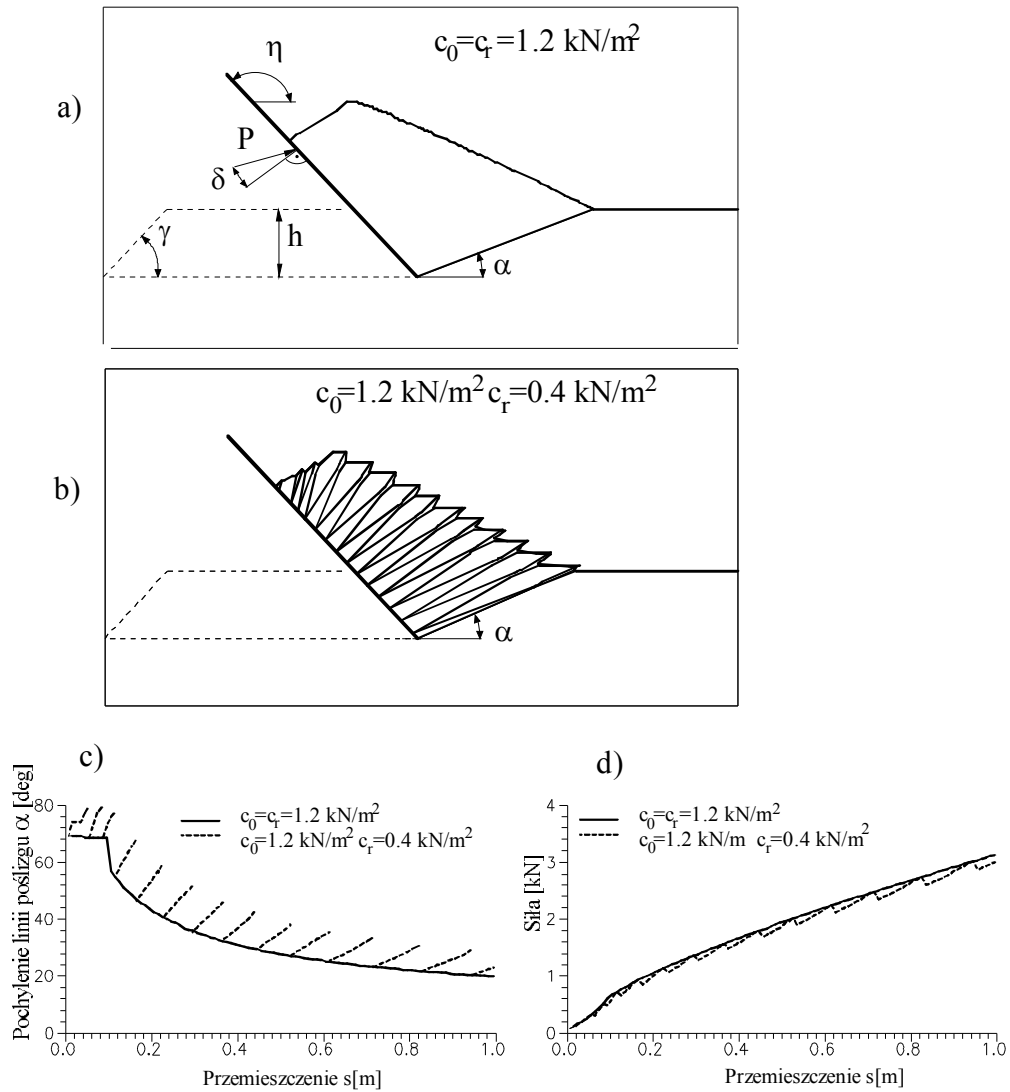 a)
c₀=cᵣ=1.2 kN/m²
η
P
δ
γ
h
α
b)
c₀=1.2 kN/m² cᵣ=0.4 kN/m²
α
c)
Pochylenie linii poślizgu α [deg]
80
60
40
20
0
0.0 0.2 0.4 0.6 0.8 1.0
c₀=cᵣ=1.2 kN/m²
c₀=1.2 kN/m² cᵣ=0.4 kN/m²
Przemieszczenie s[m]
d)
Siła [kN]
4
3
2
1
0
0.0 0.2 0.4 0.6 0.8 1.0
c₀=cᵣ=1.2 kN/m²
c₀=1.2 kN/m cᵣ=0.4 kN/m²
Przemieszczenie s[m]